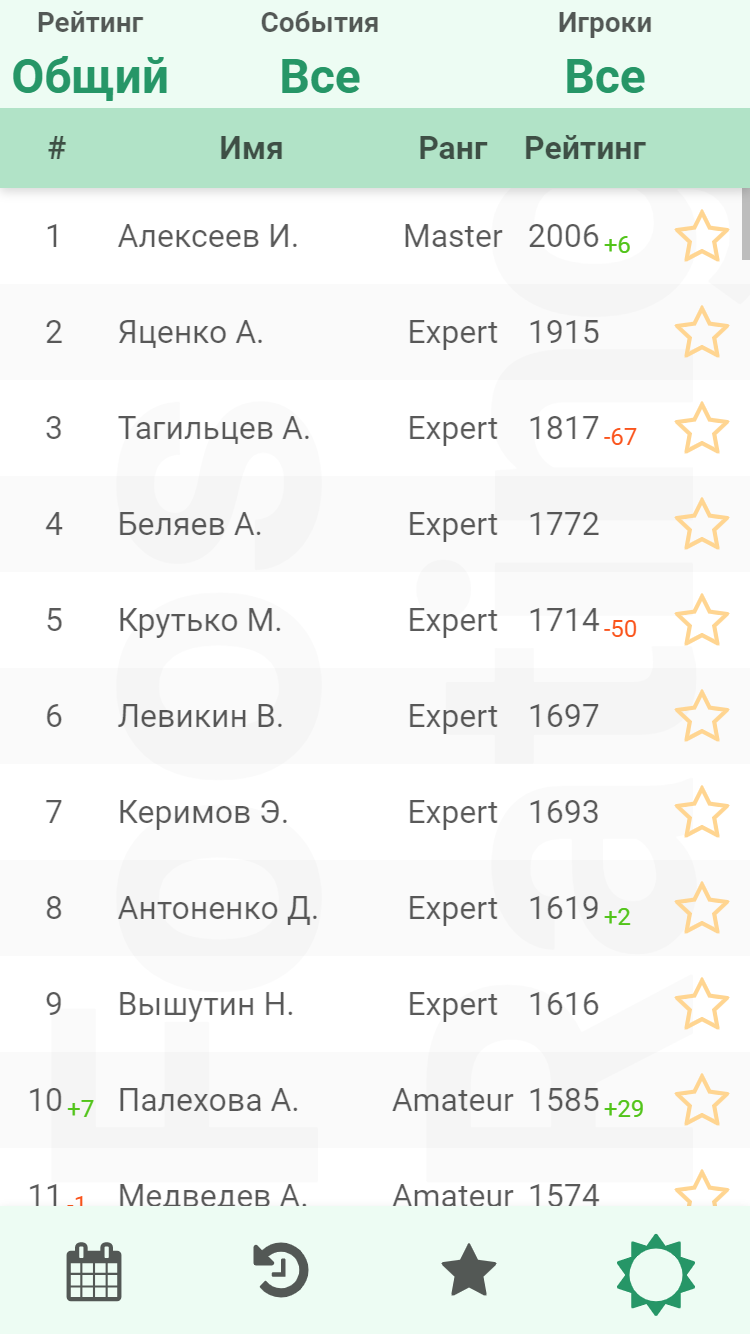 Рейтинг События Игроки
Общий Все Все
# Имя Ранг Рейтинг
1 Алексеев И. Master 2006 +6
2 Яценко А. Expert 1915
3 Тагильцев А. Expert 1817 -67
4 Беляев А. Expert 1772
5 Крутько М. Expert 1714 -50
6 Левикин В. Expert 1697
7 Керимов Э. Expert 1693
8 Антоненко Д. Expert 1619 +2
9 Вышутин Н. Expert 1616
10 +7 Палехова А. Amateur 1585 +29
11 -1 Медведев А. Amateur 1574
Foos
Rating